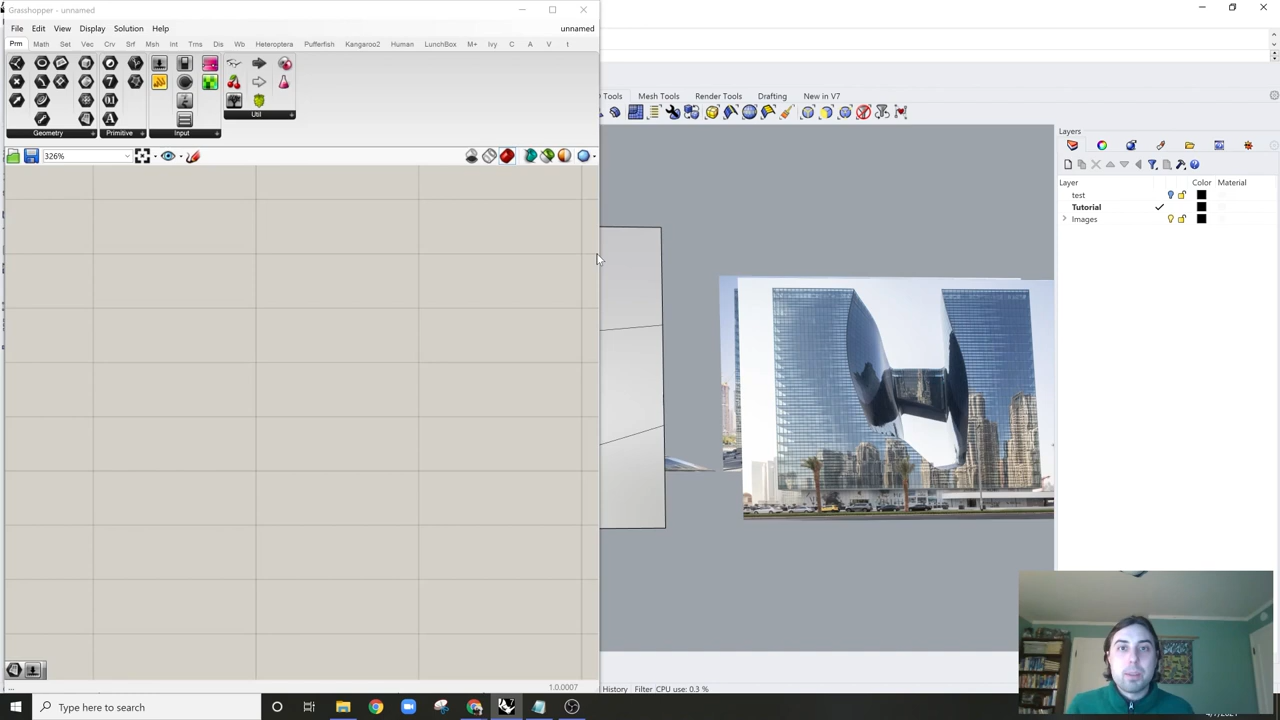 Grasshopper - unnamed
File Edit View Display Solution Help unnamed
Prm Math Set Vec Crv Srf Msh Int Trns Dis Wb Heteroptera Pufferfish Kangaroo2 Human LunchBox M+ Ivy C A V t
Geometry Primitive Input Util
326%
Tools Mesh Tools Render Tools Drafting New in V7
Layers
Layer Color Material
test
Tutorial
Images
1.0.0007
History Filter CPU use: 0.3 %
Type here to search